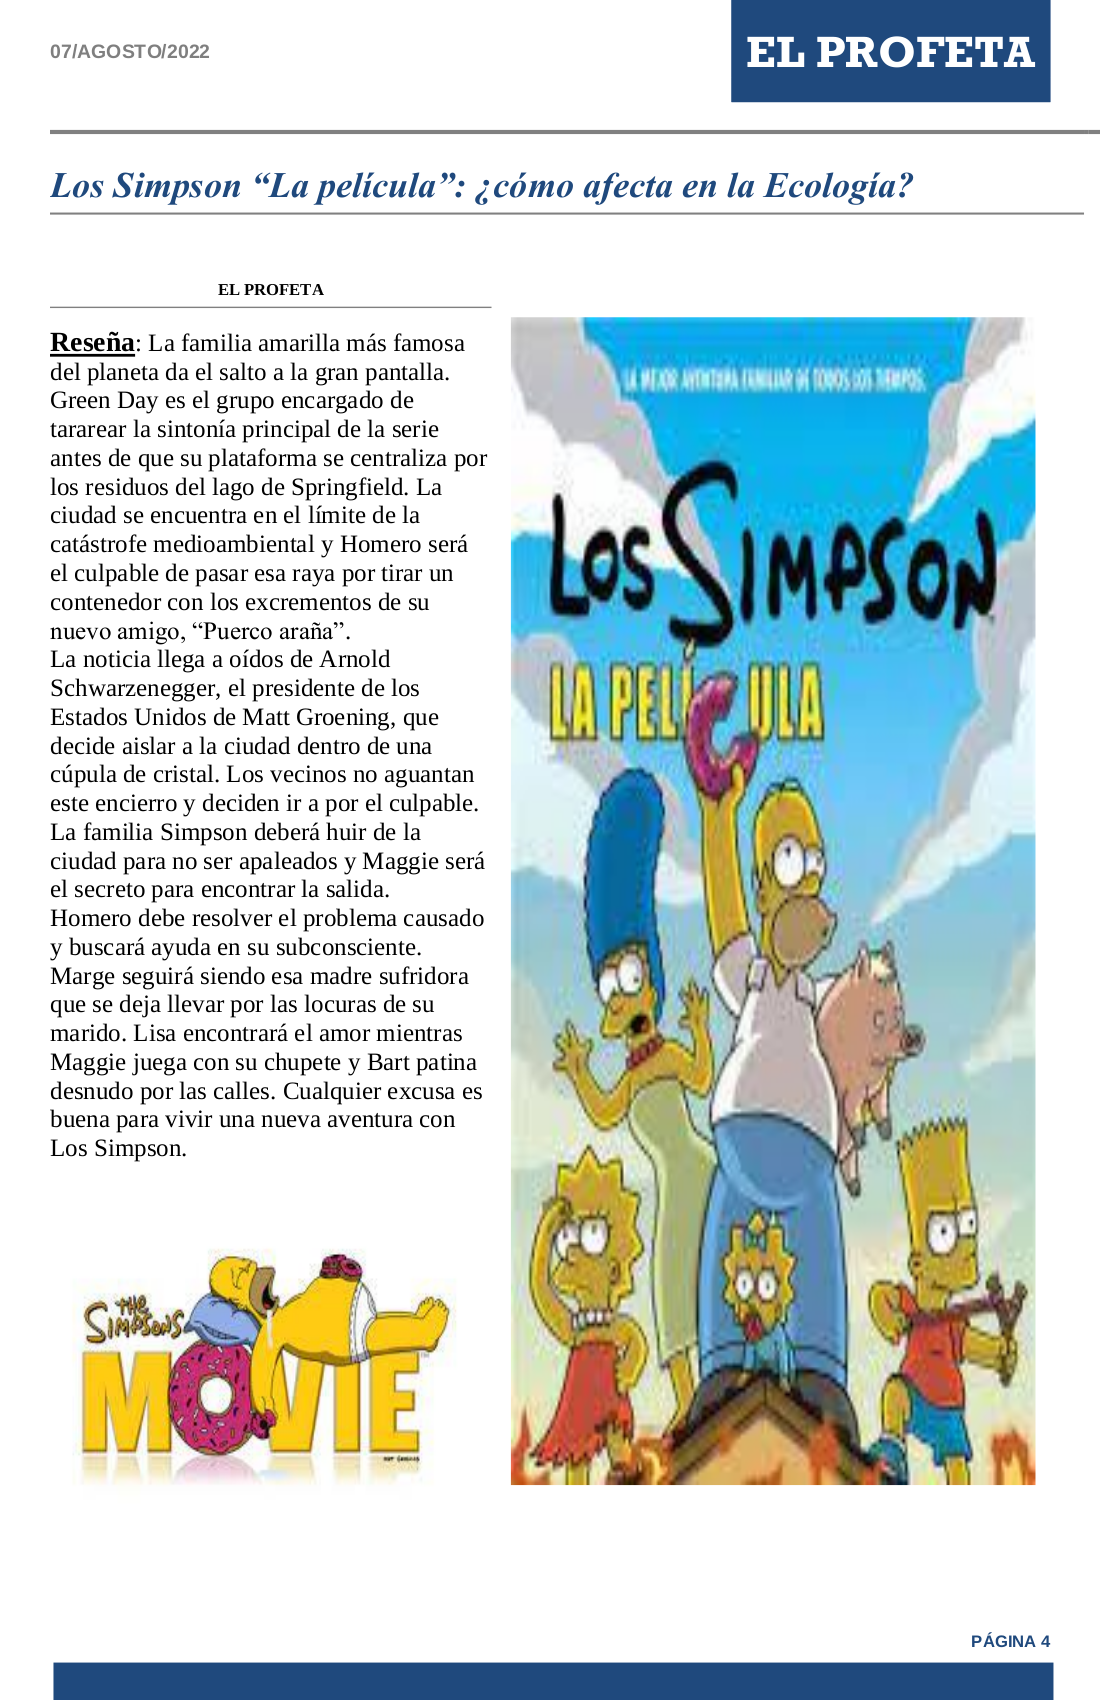 07/AGOSTO/2022
EL PROFETA
Los Simpson “La película”: ¿cómo afecta en la Ecología?
EL PROFETA
Reseña: La familia amarilla más famosa
del planeta da el salto a la gran pantalla.
Green Day es el grupo encargado de
tararear la sintonía principal de la serie
antes de que su plataforma se centraliza por
los residuos del lago de Springfield. La
ciudad se encuentra en el límite de la
catástrofe medioambiental y Homero será
el culpable de pasar esa raya por tirar un
contenedor con los excrementos de su
nuevo amigo, “Puerco araña”.
La noticia llega a oídos de Arnold
Schwarzenegger, el presidente de los
Estados Unidos de Matt Groening, que
decide aislar a la ciudad dentro de una
cúpula de cristal. Los vecinos no aguantan
este encierro y deciden ir a por el culpable.
La familia Simpson deberá huir de la
ciudad para no ser apaleados y Maggie será
el secreto para encontrar la salida.
Homero debe resolver el problema causado
y buscará ayuda en su subconsciente.
Marge seguirá siendo esa madre sufridora
que se deja llevar por las locuras de su
marido. Lisa encontrará el amor mientras
Maggie juega con su chupete y Bart patina
desnudo por las calles. Cualquier excusa es
buena para vivir una nueva aventura con
Los Simpson.
THE
SIMPSONS
MOVIE
LA MEJOR AVENTURA FAMILIAR DE TODOS LOS TIEMPOS.
LOS SIMPSON
LA PELÍCULA
PÁGINA 4